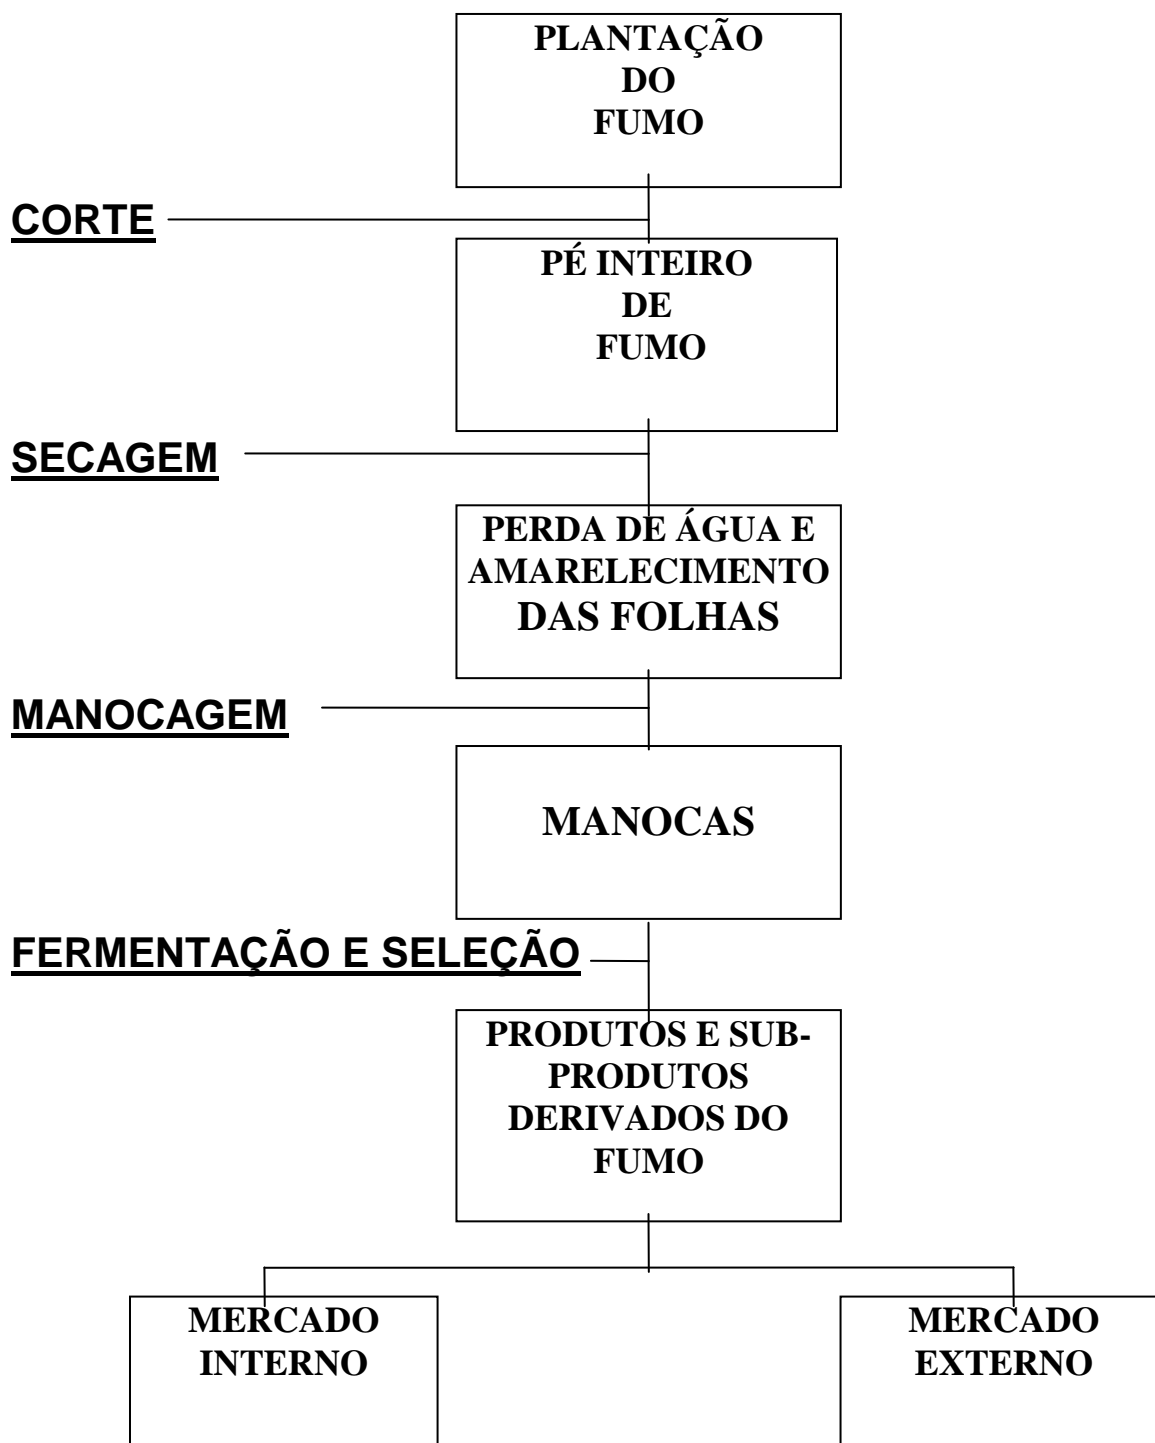 PLANTAÇÃO
DO
FUMO
CORTE
PÉ INTEIRO
DE
FUMO
SECAGEM
PERDA DE ÁGUA E
AMARELECIMENTO
DAS FOLHAS
MANOCAGEM
MANOCAS
FERMENTAÇÃO E SELEÇÃO
PRODUTOS E SUB-
PRODUTOS
DERIVADOS DO
FUMO
MERCADO
INTERNO
MERCADO
EXTERNO